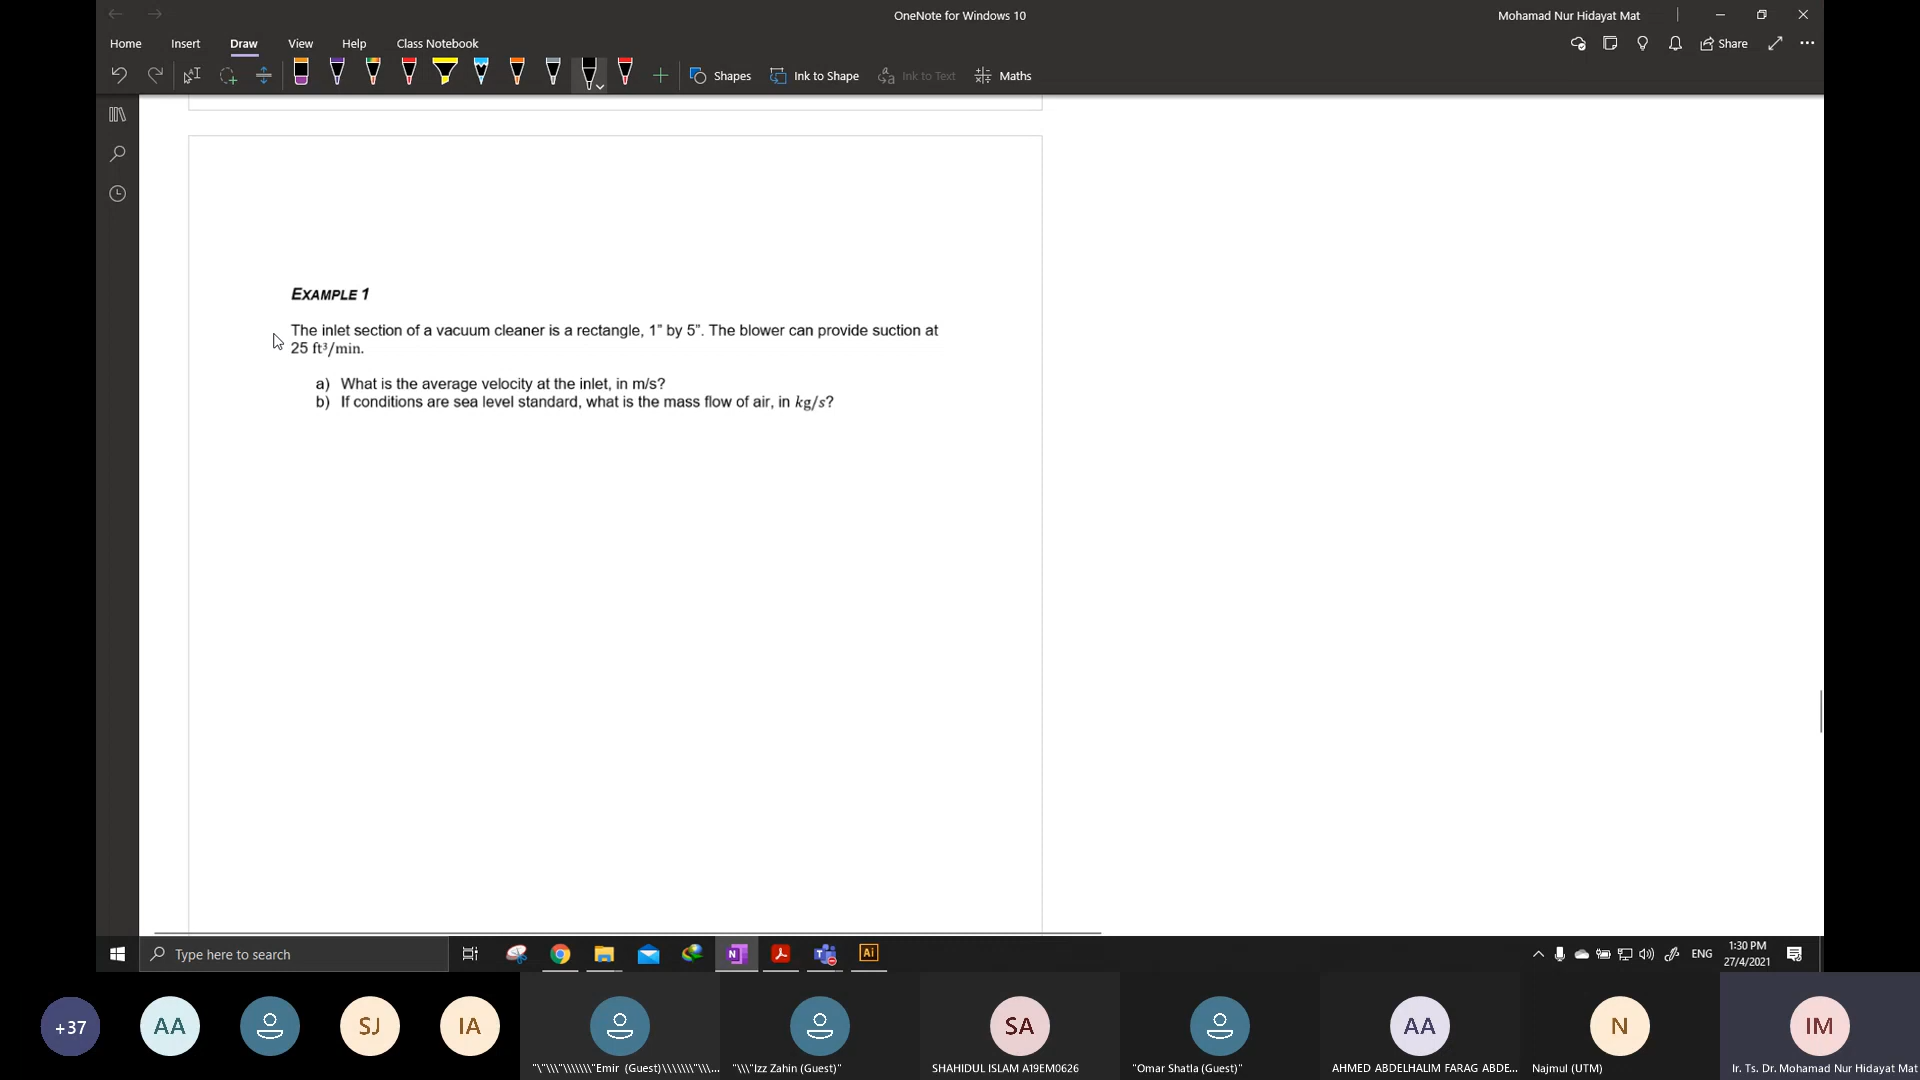 OneNote for Windows 10
Mohamad Nur Hidayat Mat
Home Insert Draw View Help Class Notebook
Share
Shapes Ink to Shape Ink to Text Maths
EXAMPLE 1
The inlet section of a vacuum cleaner is a rectangle, 1” by 5”. The blower can provide suction at
25 ft³/min.
a) What is the average velocity at the inlet, in m/s?
b) If conditions are sea level standard, what is the mass flow of air, in kg/s?
Type here to search
N
Ai
ENG
1:30 PM
27/4/2021
+37
AA
SJ
IA
SA
AA
N
IM
"\"\\\"\\\\\\\"Emir (Guest)\\\\\\\"\\\...
"\\\"Izz Zahin (Guest)"
SHAHIDUL ISLAM A19EM0626
"Omar Shatla (Guest)"
AHMED ABDELHALIM FARAG ABDE...
Najmul (UTM)
Ir. Ts. Dr. Mohamad Nur Hidayat Mat